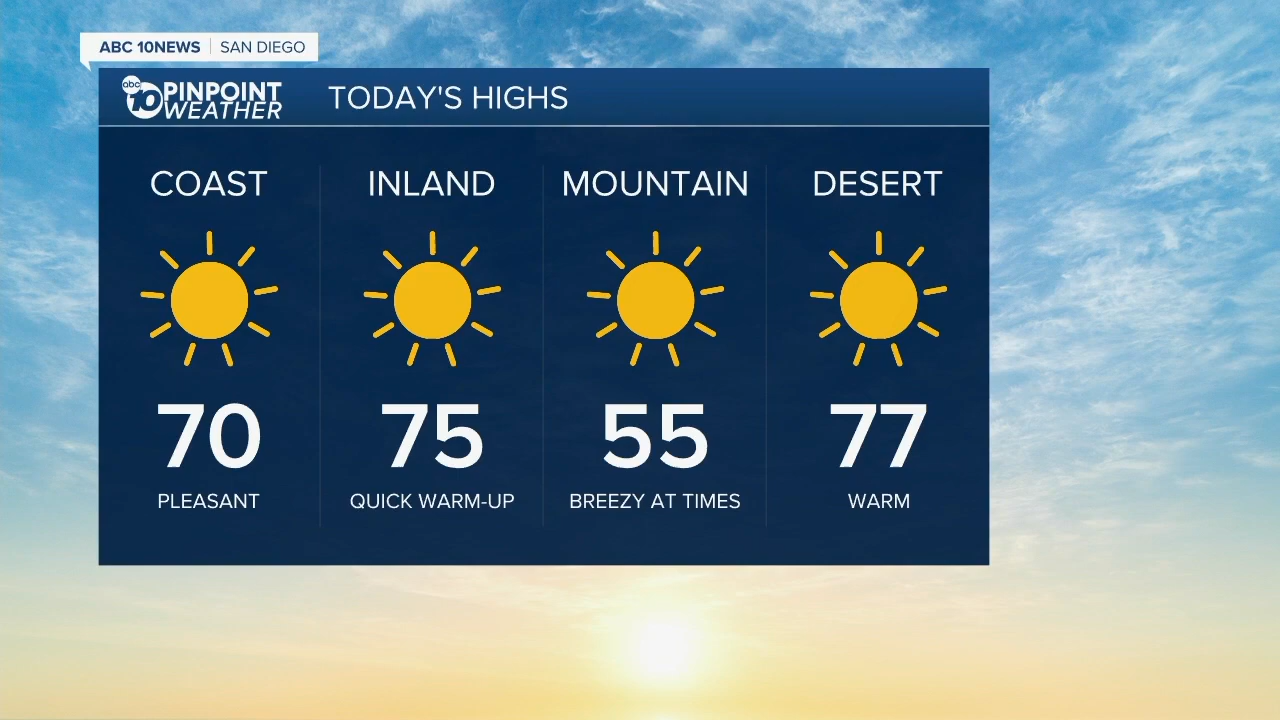 ABC 10NEWS | SAN DIEGO
abc 10 PINPOINT WEATHER
TODAY'S HIGHS
COAST
70
PLEASANT
INLAND
75
QUICK WARM-UP
MOUNTAIN
55
BREEZY AT TIMES
DESERT
77
WARM